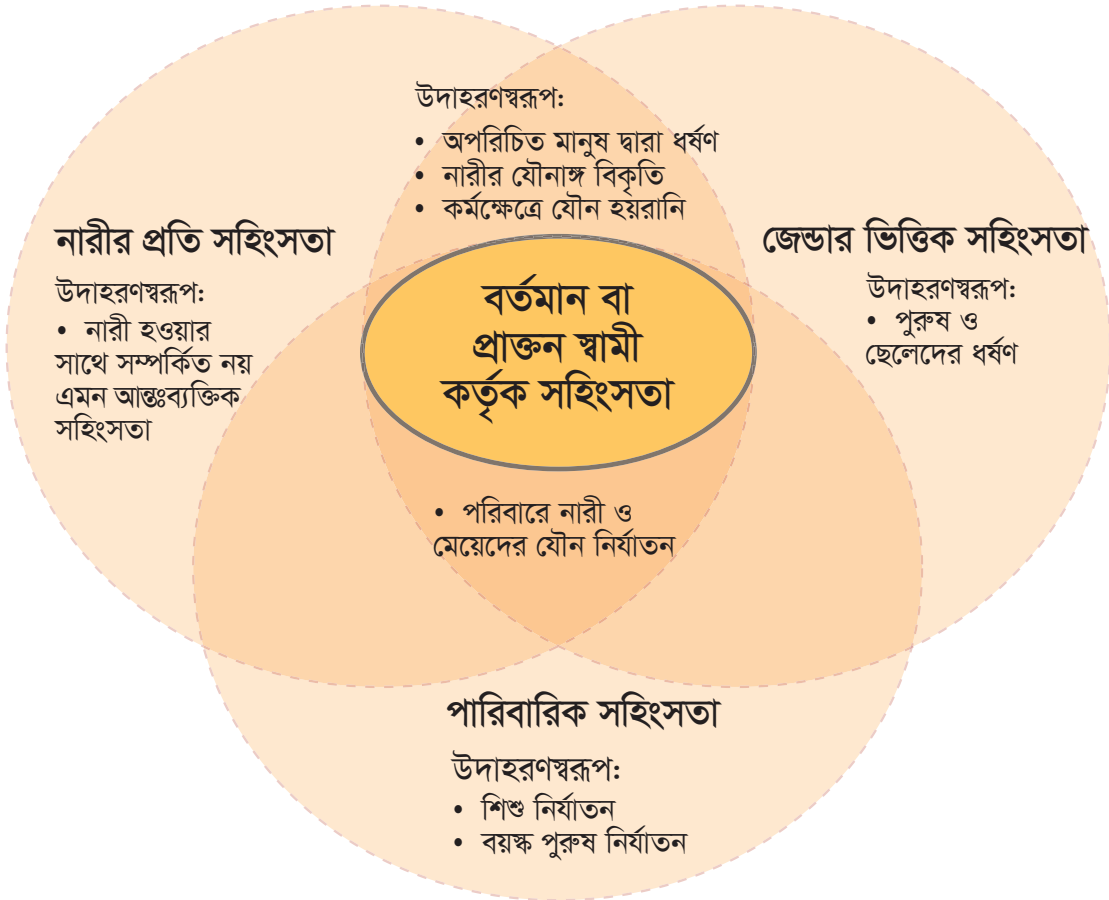 উদাহরণস্বরূপ:
• অপরিচিত মানুষ দ্বারা ধর্ষণ
• নারীর যৌনাঙ্গ বিকৃতি
• কর্মক্ষেত্রে যৌন হয়রানি
নারীর প্রতি সহিংসতা
উদাহরণস্বরূপ:
• নারী হওয়ার
সাথে সম্পর্কিত নয়
এমন আন্তঃব্যক্তিক
সহিংসতা
জেন্ডার ভিত্তিক সহিংসতা
উদাহরণস্বরূপ:
• পুরুষ ও
ছেলেদের ধর্ষণ
বর্তমান বা
প্রাক্তন স্বামী
কর্তৃক সহিংসতা
• পরিবারে নারী ও
মেয়েদের যৌন নির্যাতন
পারিবারিক সহিংসতা
উদাহরণস্বরূপ:
• শিশু নির্যাতন
• বয়স্ক পুরুষ নির্যাতন